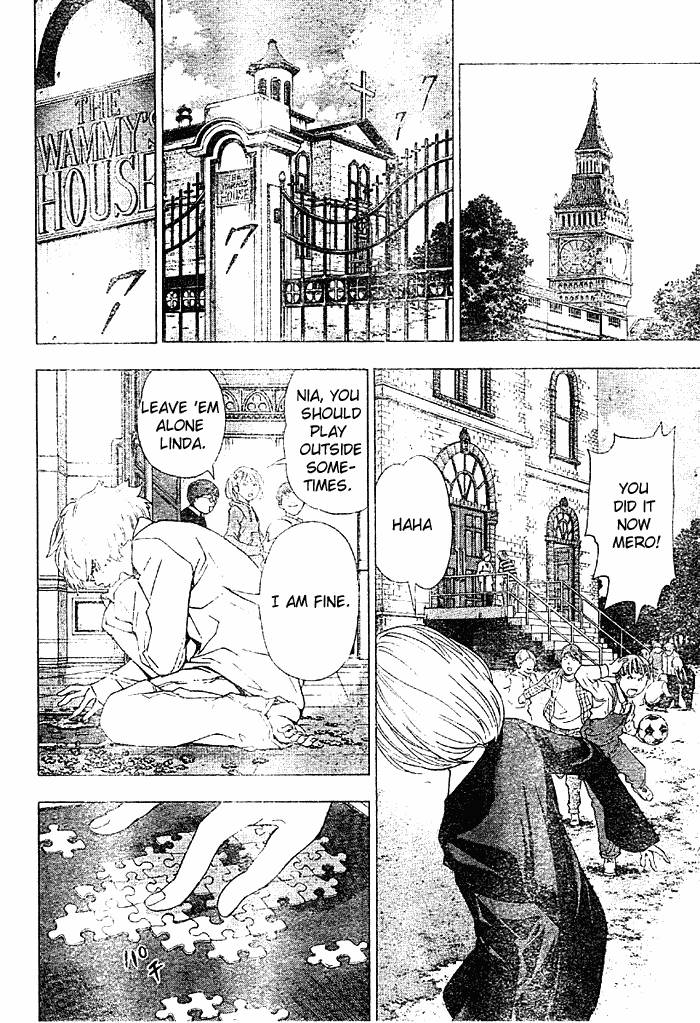 THE
WAMMY'S
HOUSE
THE
WAMMY'S
HOUSE
YOU
DID IT
NOW
MERO!
HAHA
NIA, YOU
SHOULD
PLAY
OUTSIDE
SOME-
TIMES.
LEAVE 'EM
ALONE
LINDA.
I AM FINE.